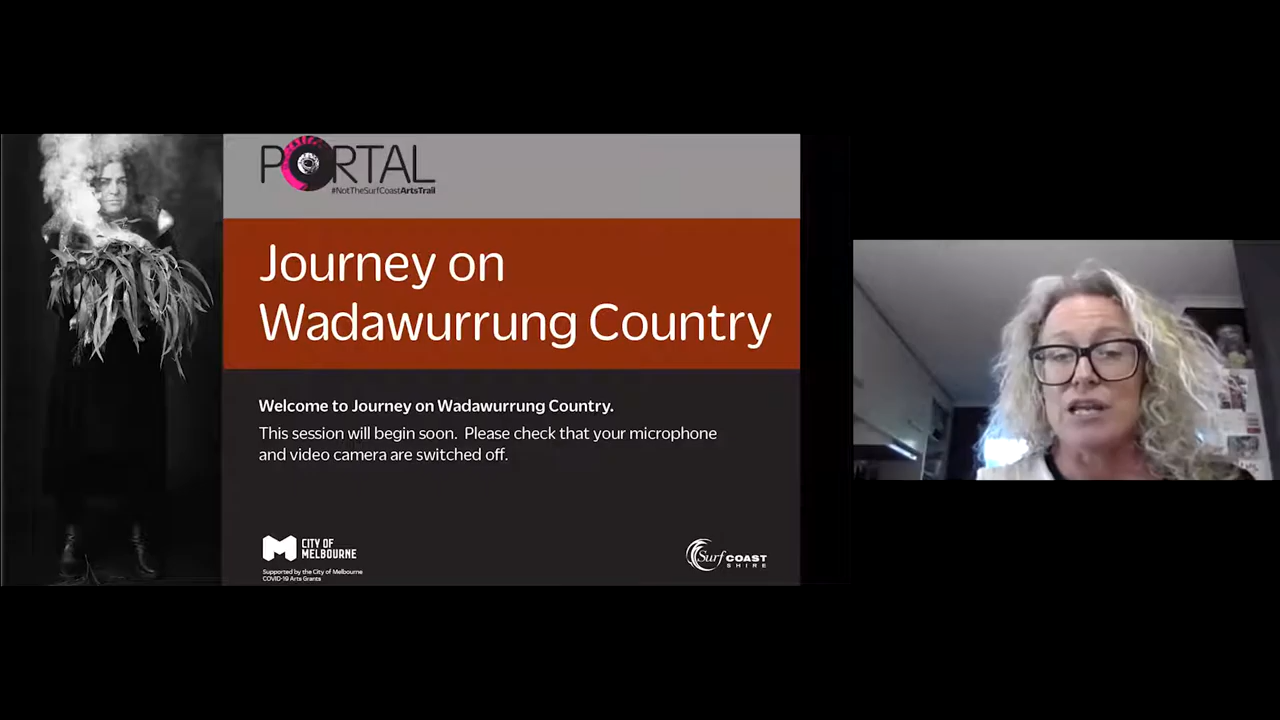 PORTAL
#NotTheSurfCoastArtsTrail
Journey on
Wadawurrung Country
Welcome to Journey on Wadawurrung Country.
This session will begin soon. Please check that your microphone
and video camera are switched off.
CITY OF
MELBOURNE
Supported by the City of Melbourne
COVID-19 Arts Grants
Surf COAST
SHIRE